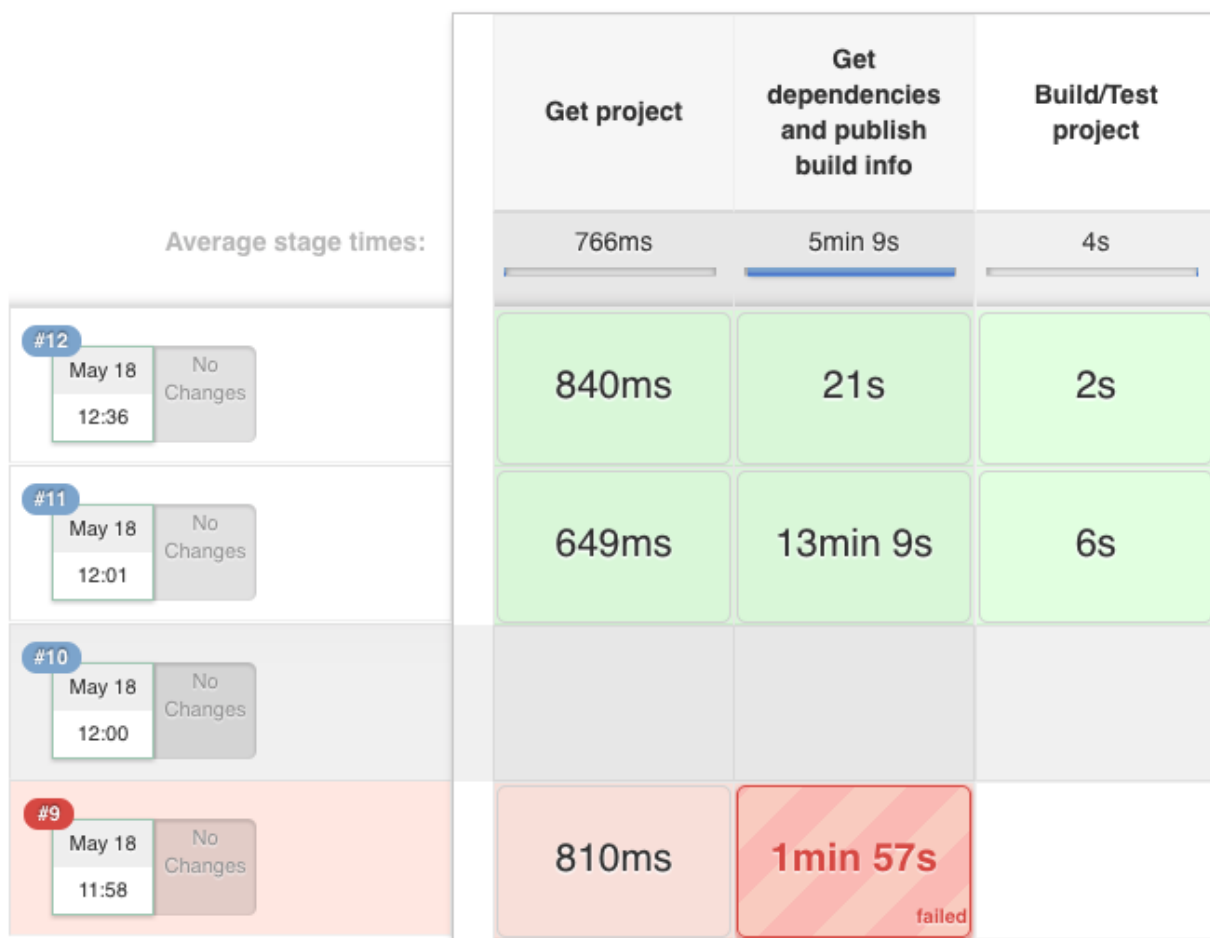 Get project
Get
dependencies
and publish
build info
Build/Test
project
Average stage times:
766ms
5min 9s
4s
#12
May 18
12:36
No
Changes
840ms
21s
2s
#11
May 18
12:01
No
Changes
649ms
13min 9s
6s
#10
May 18
12:00
No
Changes
#9
May 18
11:58
No
Changes
810ms
1min 57s
failed